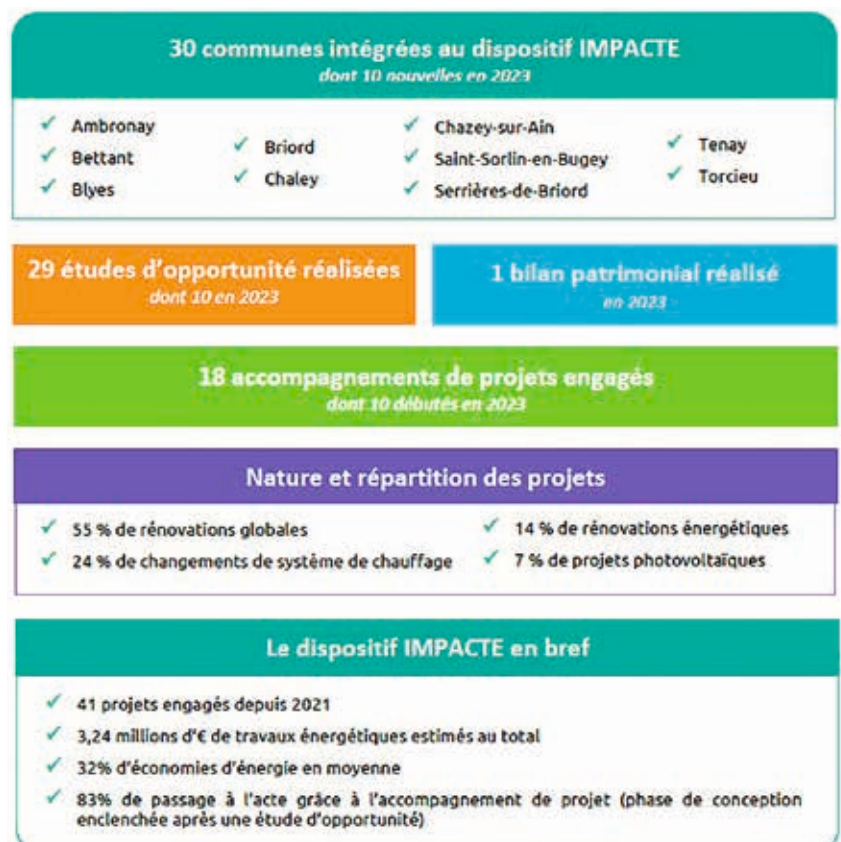 30 communes intégrées au dispositif IMPACTE
dont 10 nouvelles en 2023
✓ Ambronay
✓ Bettant
✓ Blyes
✓ Briord
✓ Chaley
✓ Chazey-sur-Ain
✓ Saint-Sorlin-en-Bugey
✓ Serrières-de-Briord
✓ Tenay
✓ Torcieu
29 études d'opportunité réalisées
dont 10 en 2023
1 bilan patrimonial réalisé
en 2023
18 accompagnements de projets engagés
dont 10 débutés en 2023
Nature et répartition des projets
✓ 55 % de rénovations globales
✓ 24 % de changements de système de chauffage
✓ 14 % de rénovations énergétiques
✓ 7 % de projets photovoltaïques
Le dispositif IMPACTE en bref
✓ 41 projets engagés depuis 2021
✓ 3,24 millions d'€ de travaux énergétiques estimés au total
✓ 32% d'économies d'énergie en moyenne
✓ 83% de passage à l'acte grâce à l'accompagnement de projet (phase de conception
enclenchée après une étude d'opportunité)